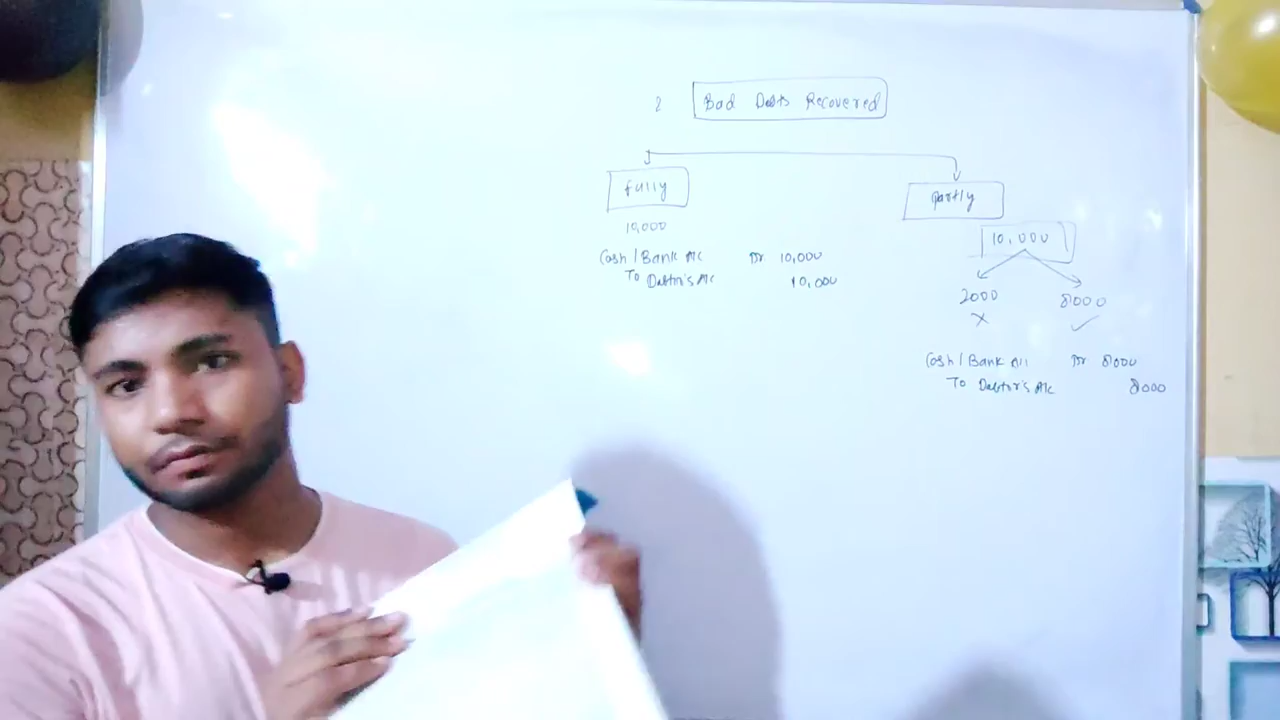 2 Bad Debts Recovered
fully
10,000
Cash / Bank A/c Dr 10,000
To Debtor's A/c 10,000
Partly
10,000
2000 8000
Cash / Bank A/c Dr 8000
To Debtor's A/c 8000